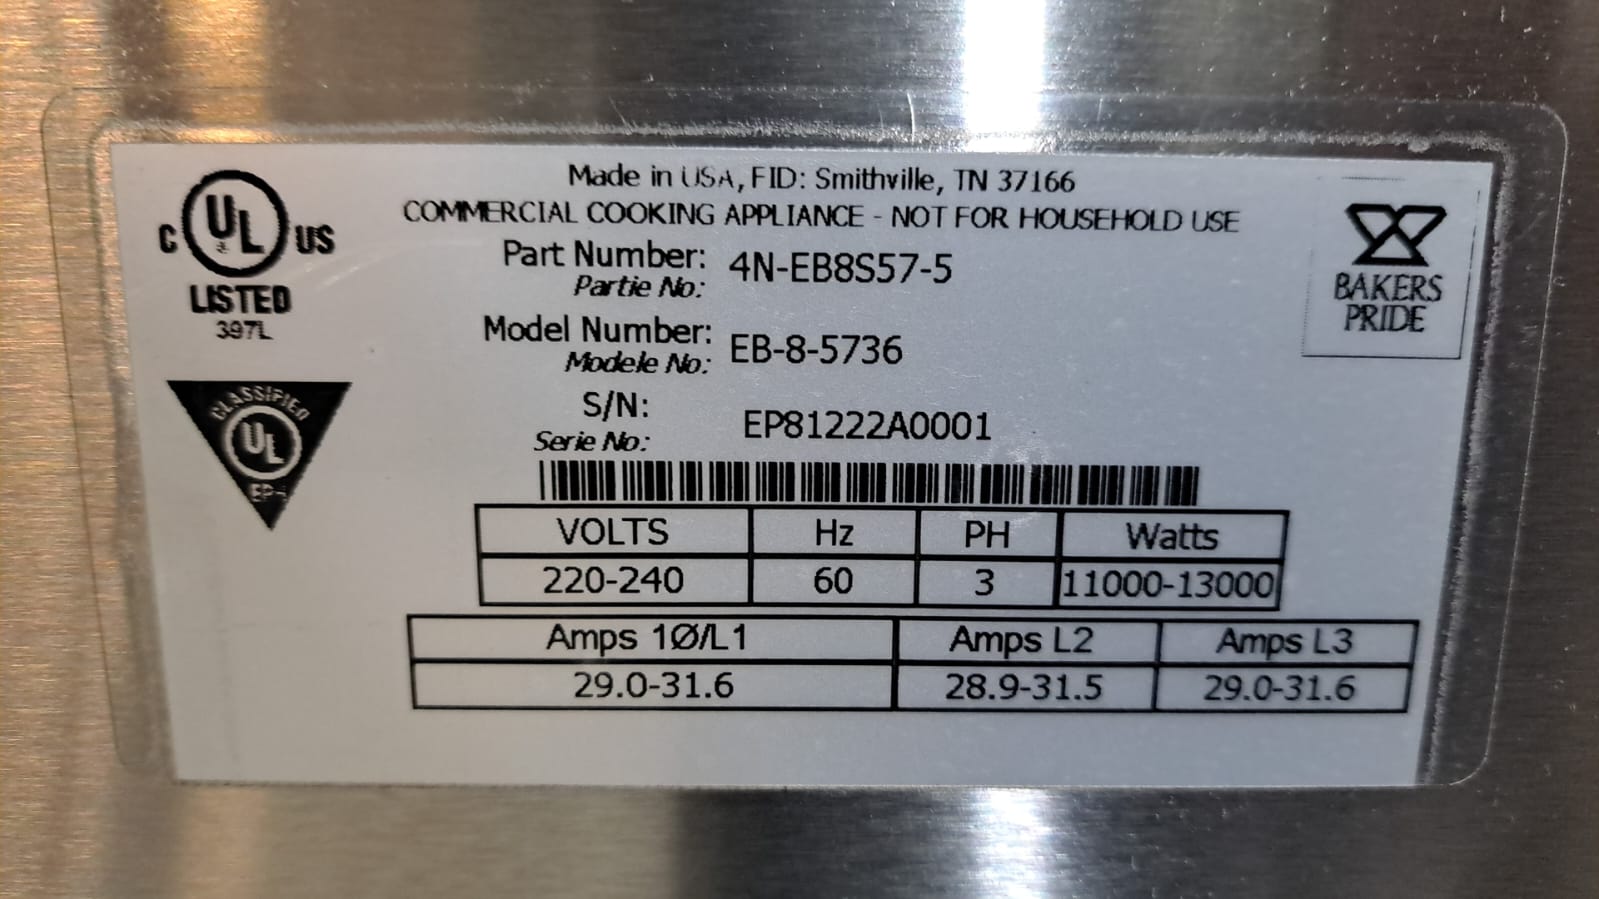 Made in USA, FID: Smithville, TN 37166
COMMERCIAL COOKING APPLIANCE - NOT FOR HOUSEHOLD USE
C UL US
LISTED
397L
CLASSIFIED
UL
EPH
BAKERS
PRIDE
Part Number: 4N-EB8S57-5
Partie No:
Model Number: EB-8-5736
Modele No:
S/N: EP81222A0001
Serie No:
VOLTS Hz PH Watts
220-240 60 3 11000-13000
Amps 1Ø/L1 Amps L2 Amps L3
29.0-31.6 28.9-31.5 29.0-31.6